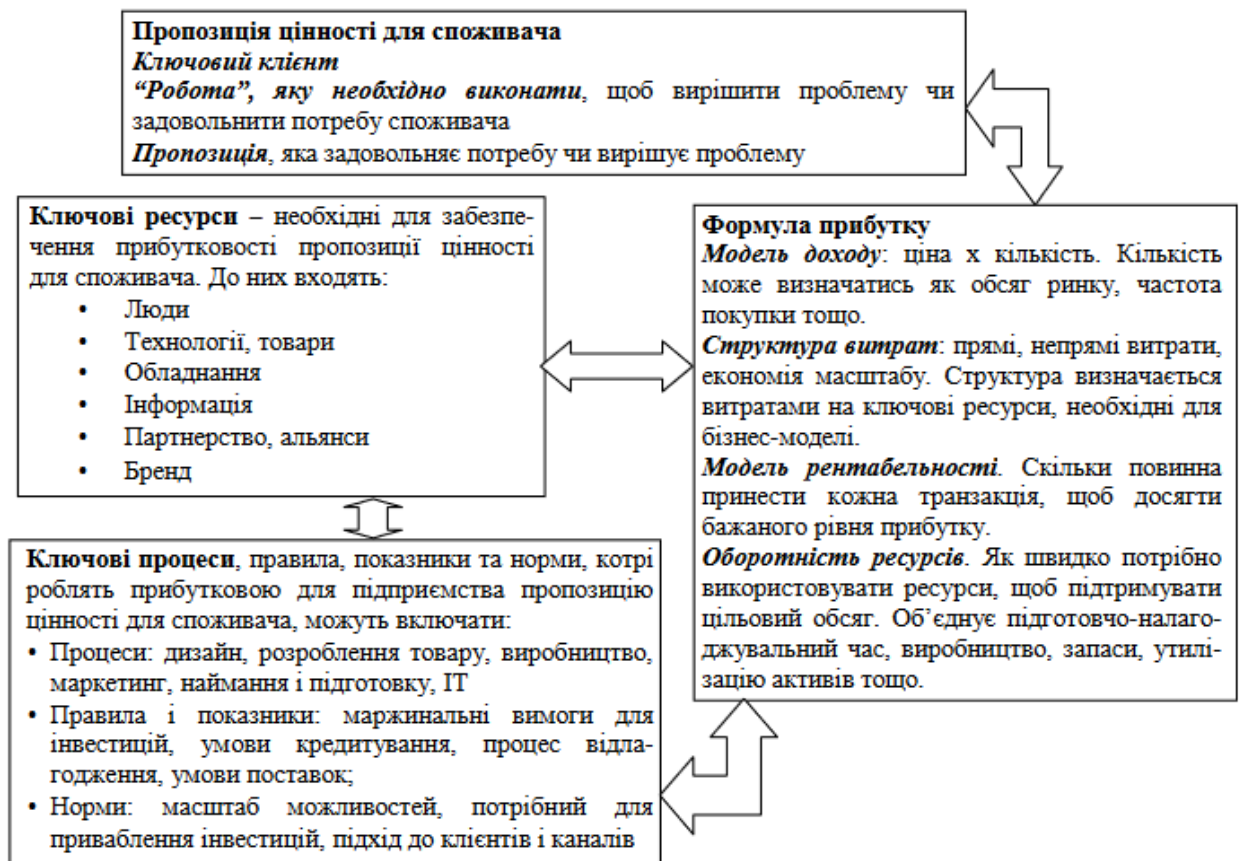 Пропозиція цінності для споживача
Ключовий клієнт
“Робота”, яку необхідно виконати, щоб вирішити проблему чи
задовольнити потребу споживача
Пропозиція, яка задовольняє потребу чи вирішує проблему
Ключові ресурси – необхідні для забезпе-
чення прибутковості пропозиції цінності
для споживача. До них входять:
• Люди
• Технології, товари
• Обладнання
• Інформація
• Партнерство, альянси
• Бренд
Формула прибутку
Модель доходу: ціна х кількість. Кількість
може визначатись як обсяг ринку, частота
покупки тощо.
Структура витрат: прямі, непрямі витрати,
економія масштабу. Структура визначається
витратами на ключові ресурси, необхідні для
бізнес-моделі.
Модель рентабельності. Скільки повинна
принести кожна транзакція, щоб досягти
бажаного рівня прибутку.
Оборотність ресурсів. Як швидко потрібно
використовувати ресурси, щоб підтримувати
цільовий обсяг. Об’єднує підготовчо-налаго-
джувальний час, виробництво, запаси, утилі-
зацію активів тощо.
Ключові процеси, правила, показники та норми, котрі
роблять прибутковою для підприємства пропозицію
цінності для споживача, можуть включати:
• Процеси: дизайн, розроблення товару, виробництво,
маркетинг, наймання і підготовку, ІТ
• Правила і показники: маржинальні вимоги для
інвестицій, умови кредитування, процес відла-
годження, умови поставок;
• Норми: масштаб можливостей, потрібний для
приваблення інвестицій, підхід до клієнтів і каналів